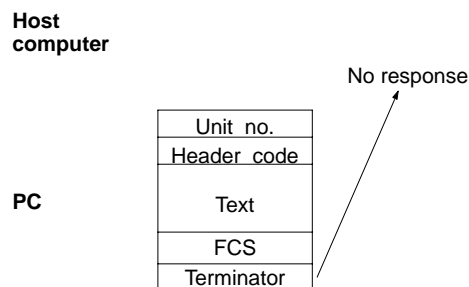 Host
computer
No response
Unit no.
Header code
PC
Text
FCS
Terminator